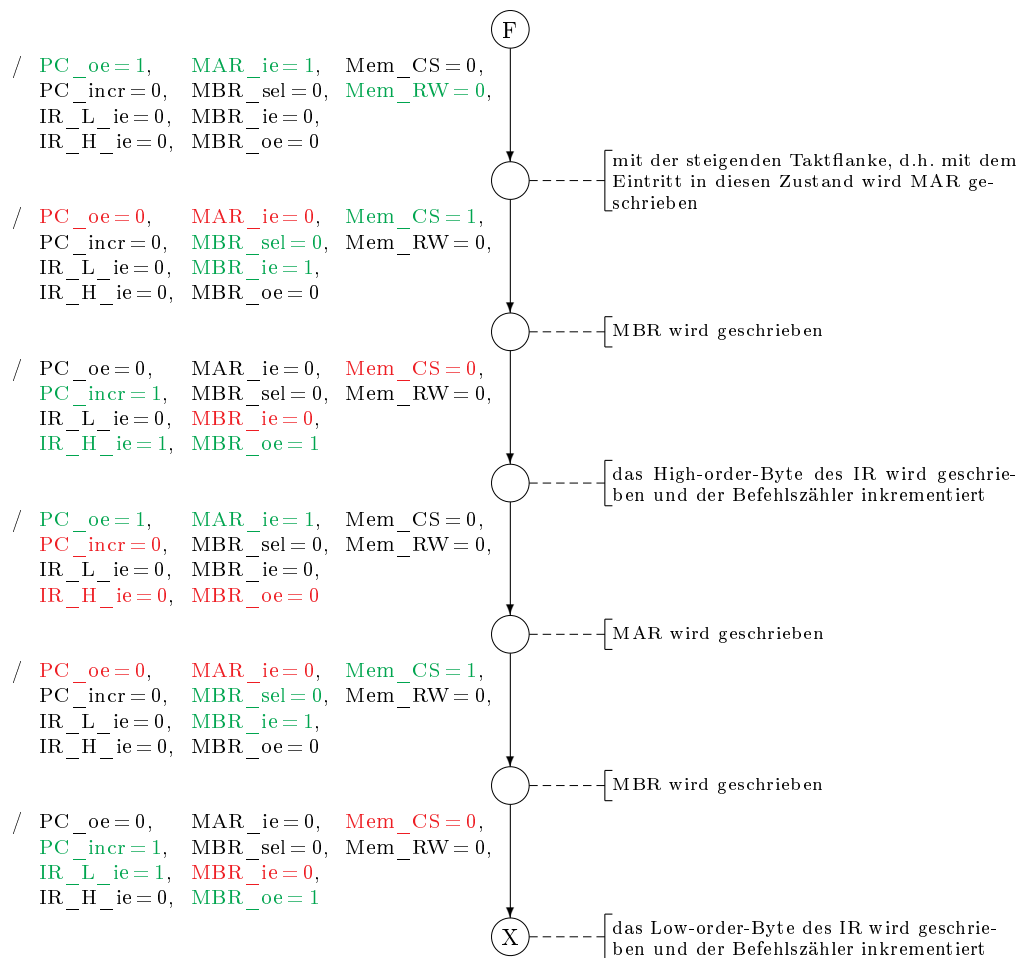 F
/ PC_oe=1, MAR_ie=1, Mem_CS=0,
PC_incr=0, MBR_sel=0, Mem_RW=0,
IR_L_ie=0, MBR_ie=0,
IR_H_ie=0, MBR_oe=0
mit der steigenden Taktflanke, d.h. mit dem
Eintritt in diesen Zustand wird MAR ge-
schrieben
/ PC_oe=0, MAR_ie=0, Mem_CS=1,
PC_incr=0, MBR_sel=0, Mem_RW=0,
IR_L_ie=0, MBR_ie=1,
IR_H_ie=0, MBR_oe=0
MBR wird geschrieben
/ PC_oe=0, MAR_ie=0, Mem_CS=0,
PC_incr=1, MBR_sel=0, Mem_RW=0,
IR_L_ie=0, MBR_ie=0,
IR_H_ie=1, MBR_oe=1
das High-order-Byte des IR wird geschrie-
ben und der Befehlszähler inkrementiert
/ PC_oe=1, MAR_ie=1, Mem_CS=0,
PC_incr=0, MBR_sel=0, Mem_RW=0,
IR_L_ie=0, MBR_ie=0,
IR_H_ie=0, MBR_oe=0
MAR wird geschrieben
/ PC_oe=0, MAR_ie=0, Mem_CS=1,
PC_incr=0, MBR_sel=0, Mem_RW=0,
IR_L_ie=0, MBR_ie=1,
IR_H_ie=0, MBR_oe=0
MBR wird geschrieben
/ PC_oe=0, MAR_ie=0, Mem_CS=0,
PC_incr=1, MBR_sel=0, Mem_RW=0,
IR_L_ie=1, MBR_ie=0,
IR_H_ie=0, MBR_oe=1
X
das Low-order-Byte des IR wird geschrie-
ben und der Befehlszähler inkrementiert